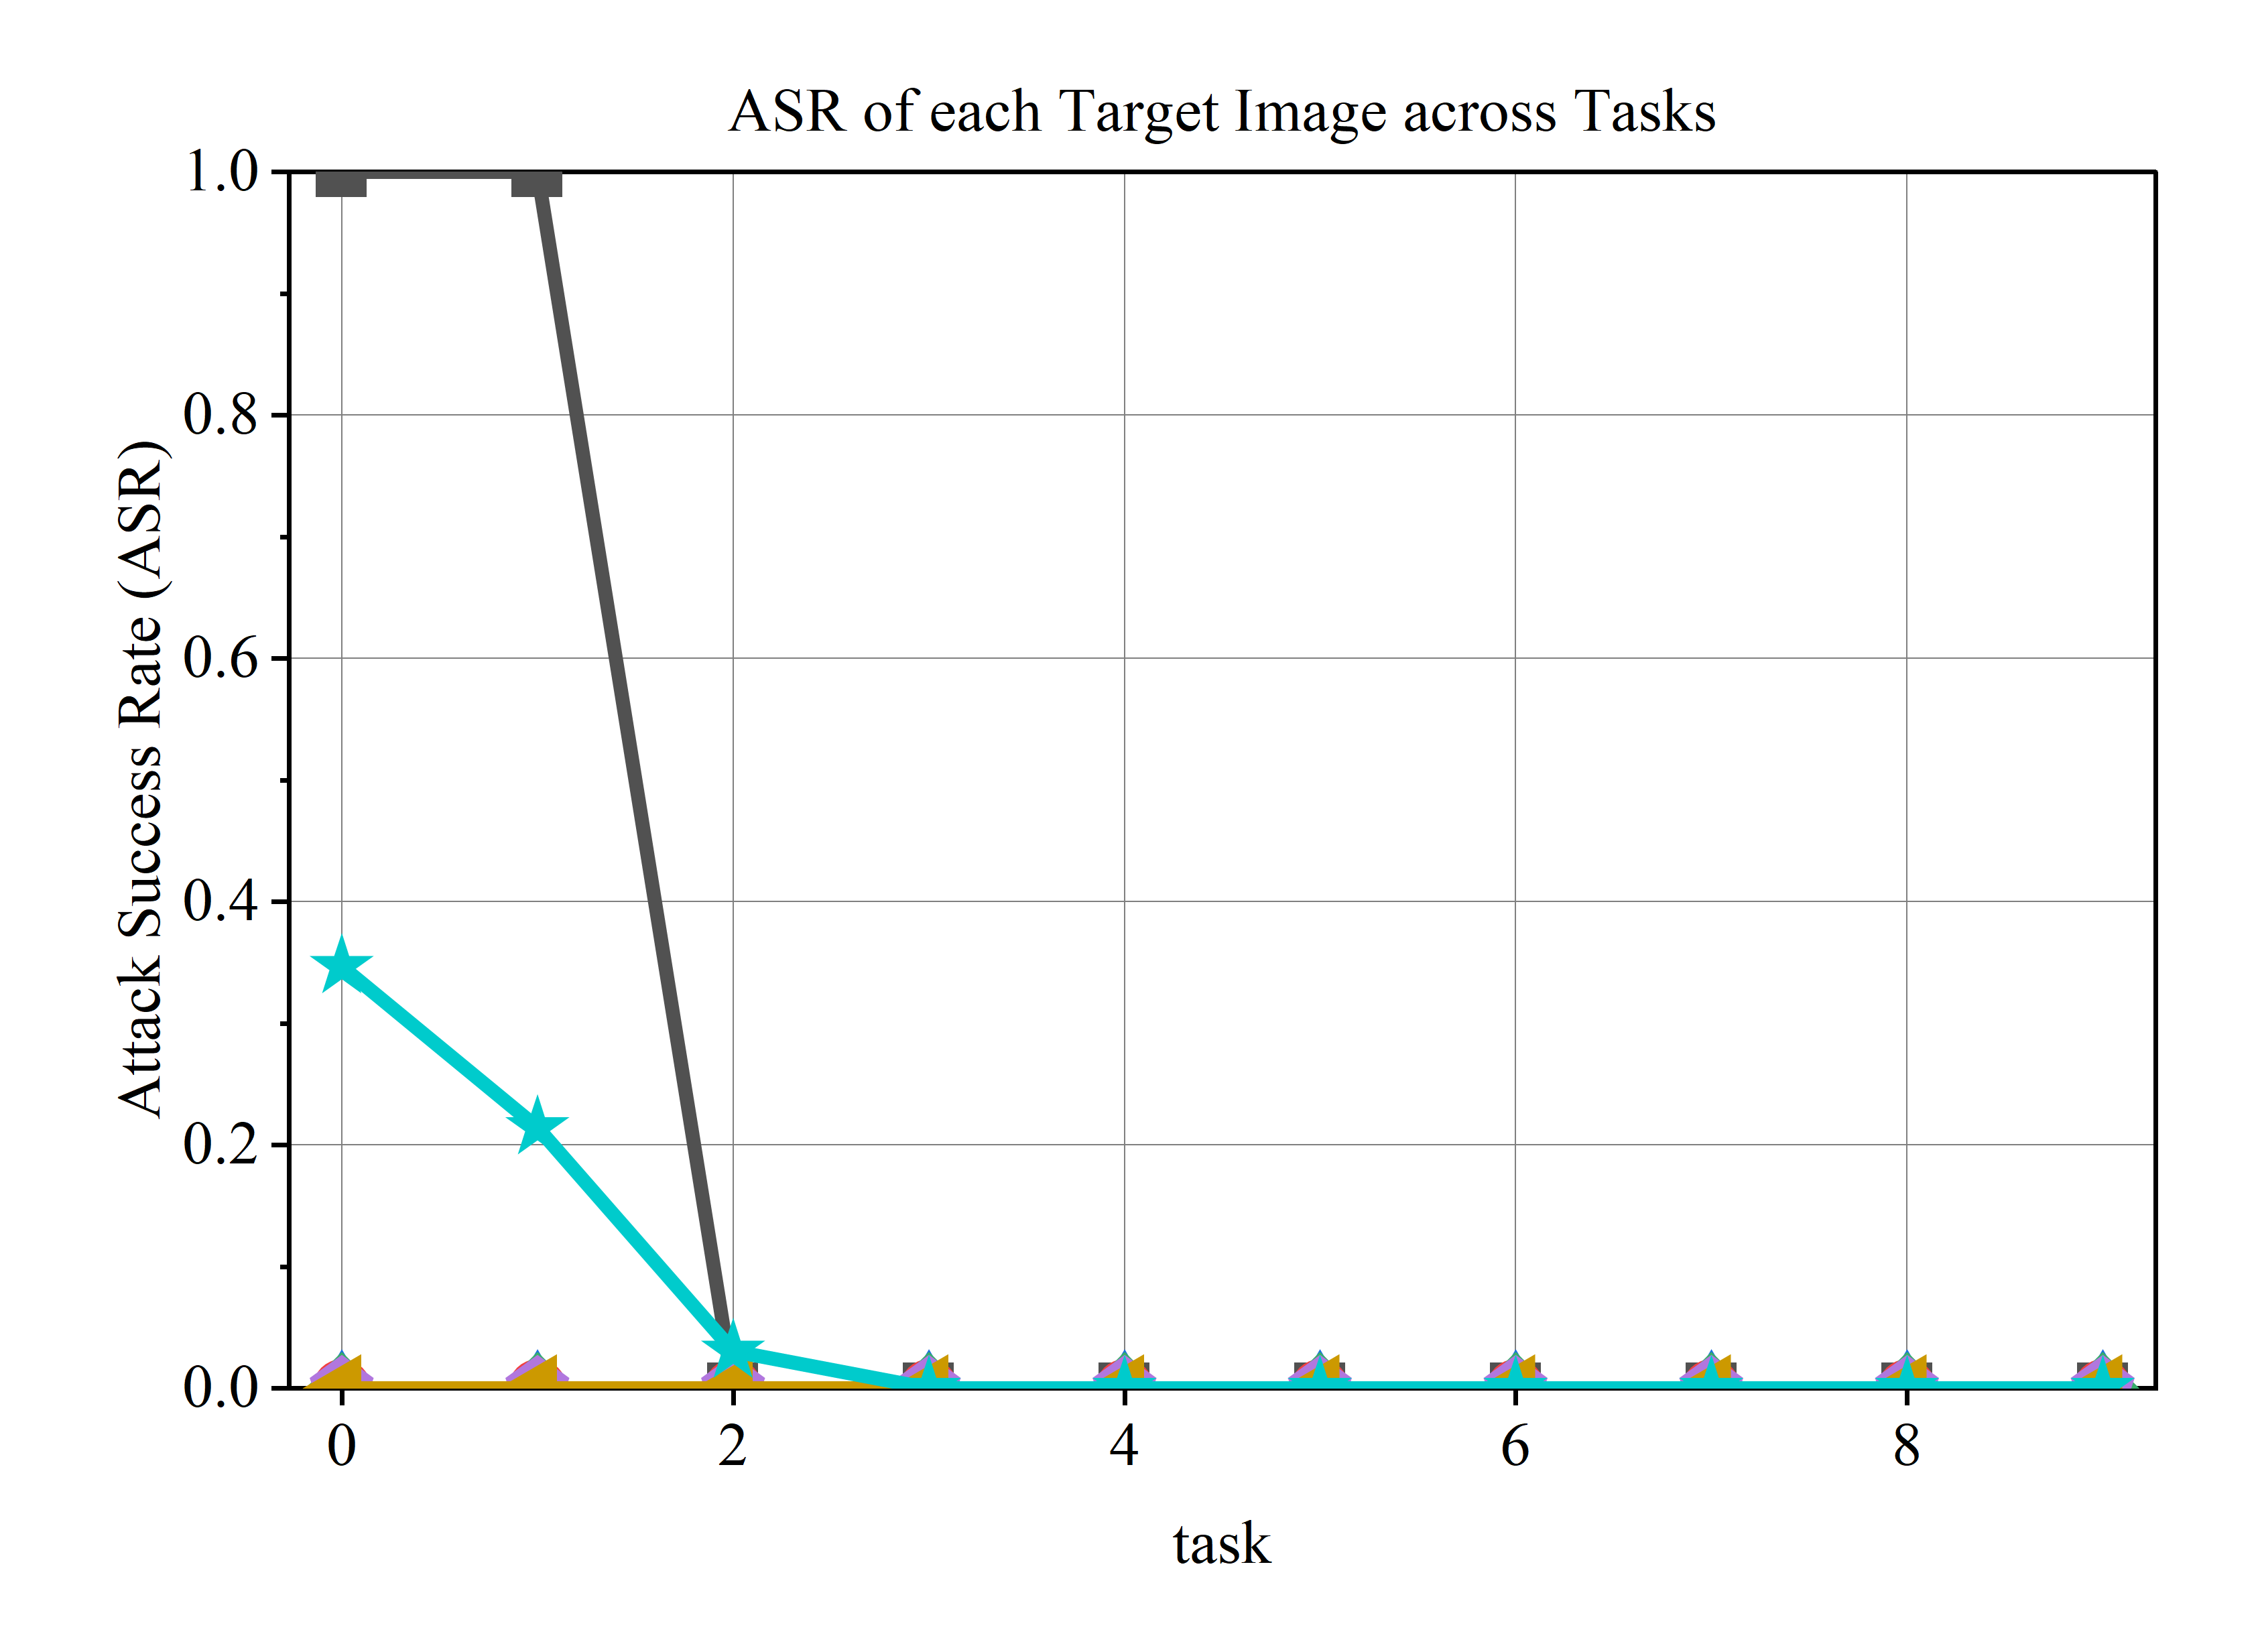 ASR of each Target Image across Tasks
1.0
0.8
0.6
0.4
0.2
0.0
Attack Success Rate (ASR)
0 2 4 6 8
task